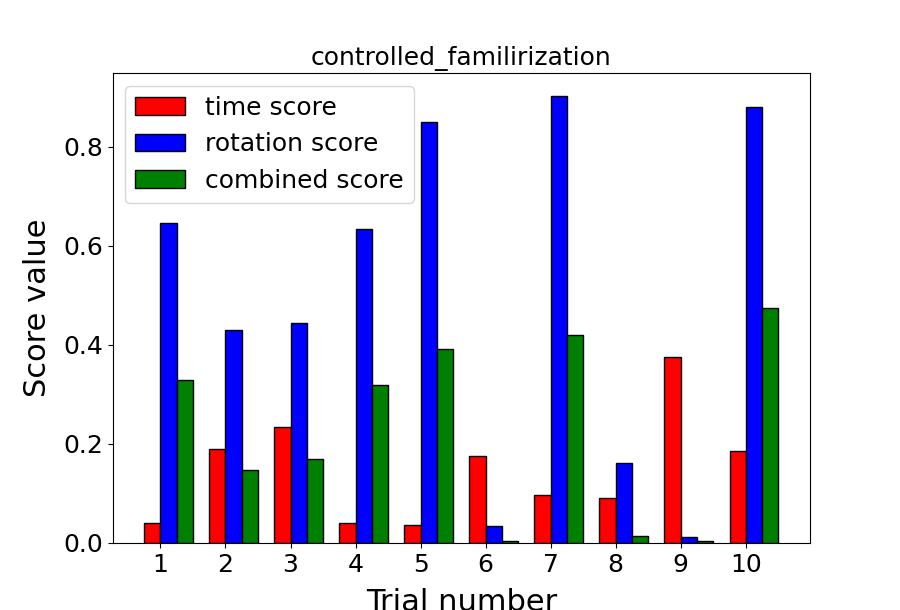 controlled_familirization
time score
rotation score
combined score
Score value
0.8
0.6
0.4
0.2
0.0
1 2 3 4 5 6 7 8 9 10
Trial number